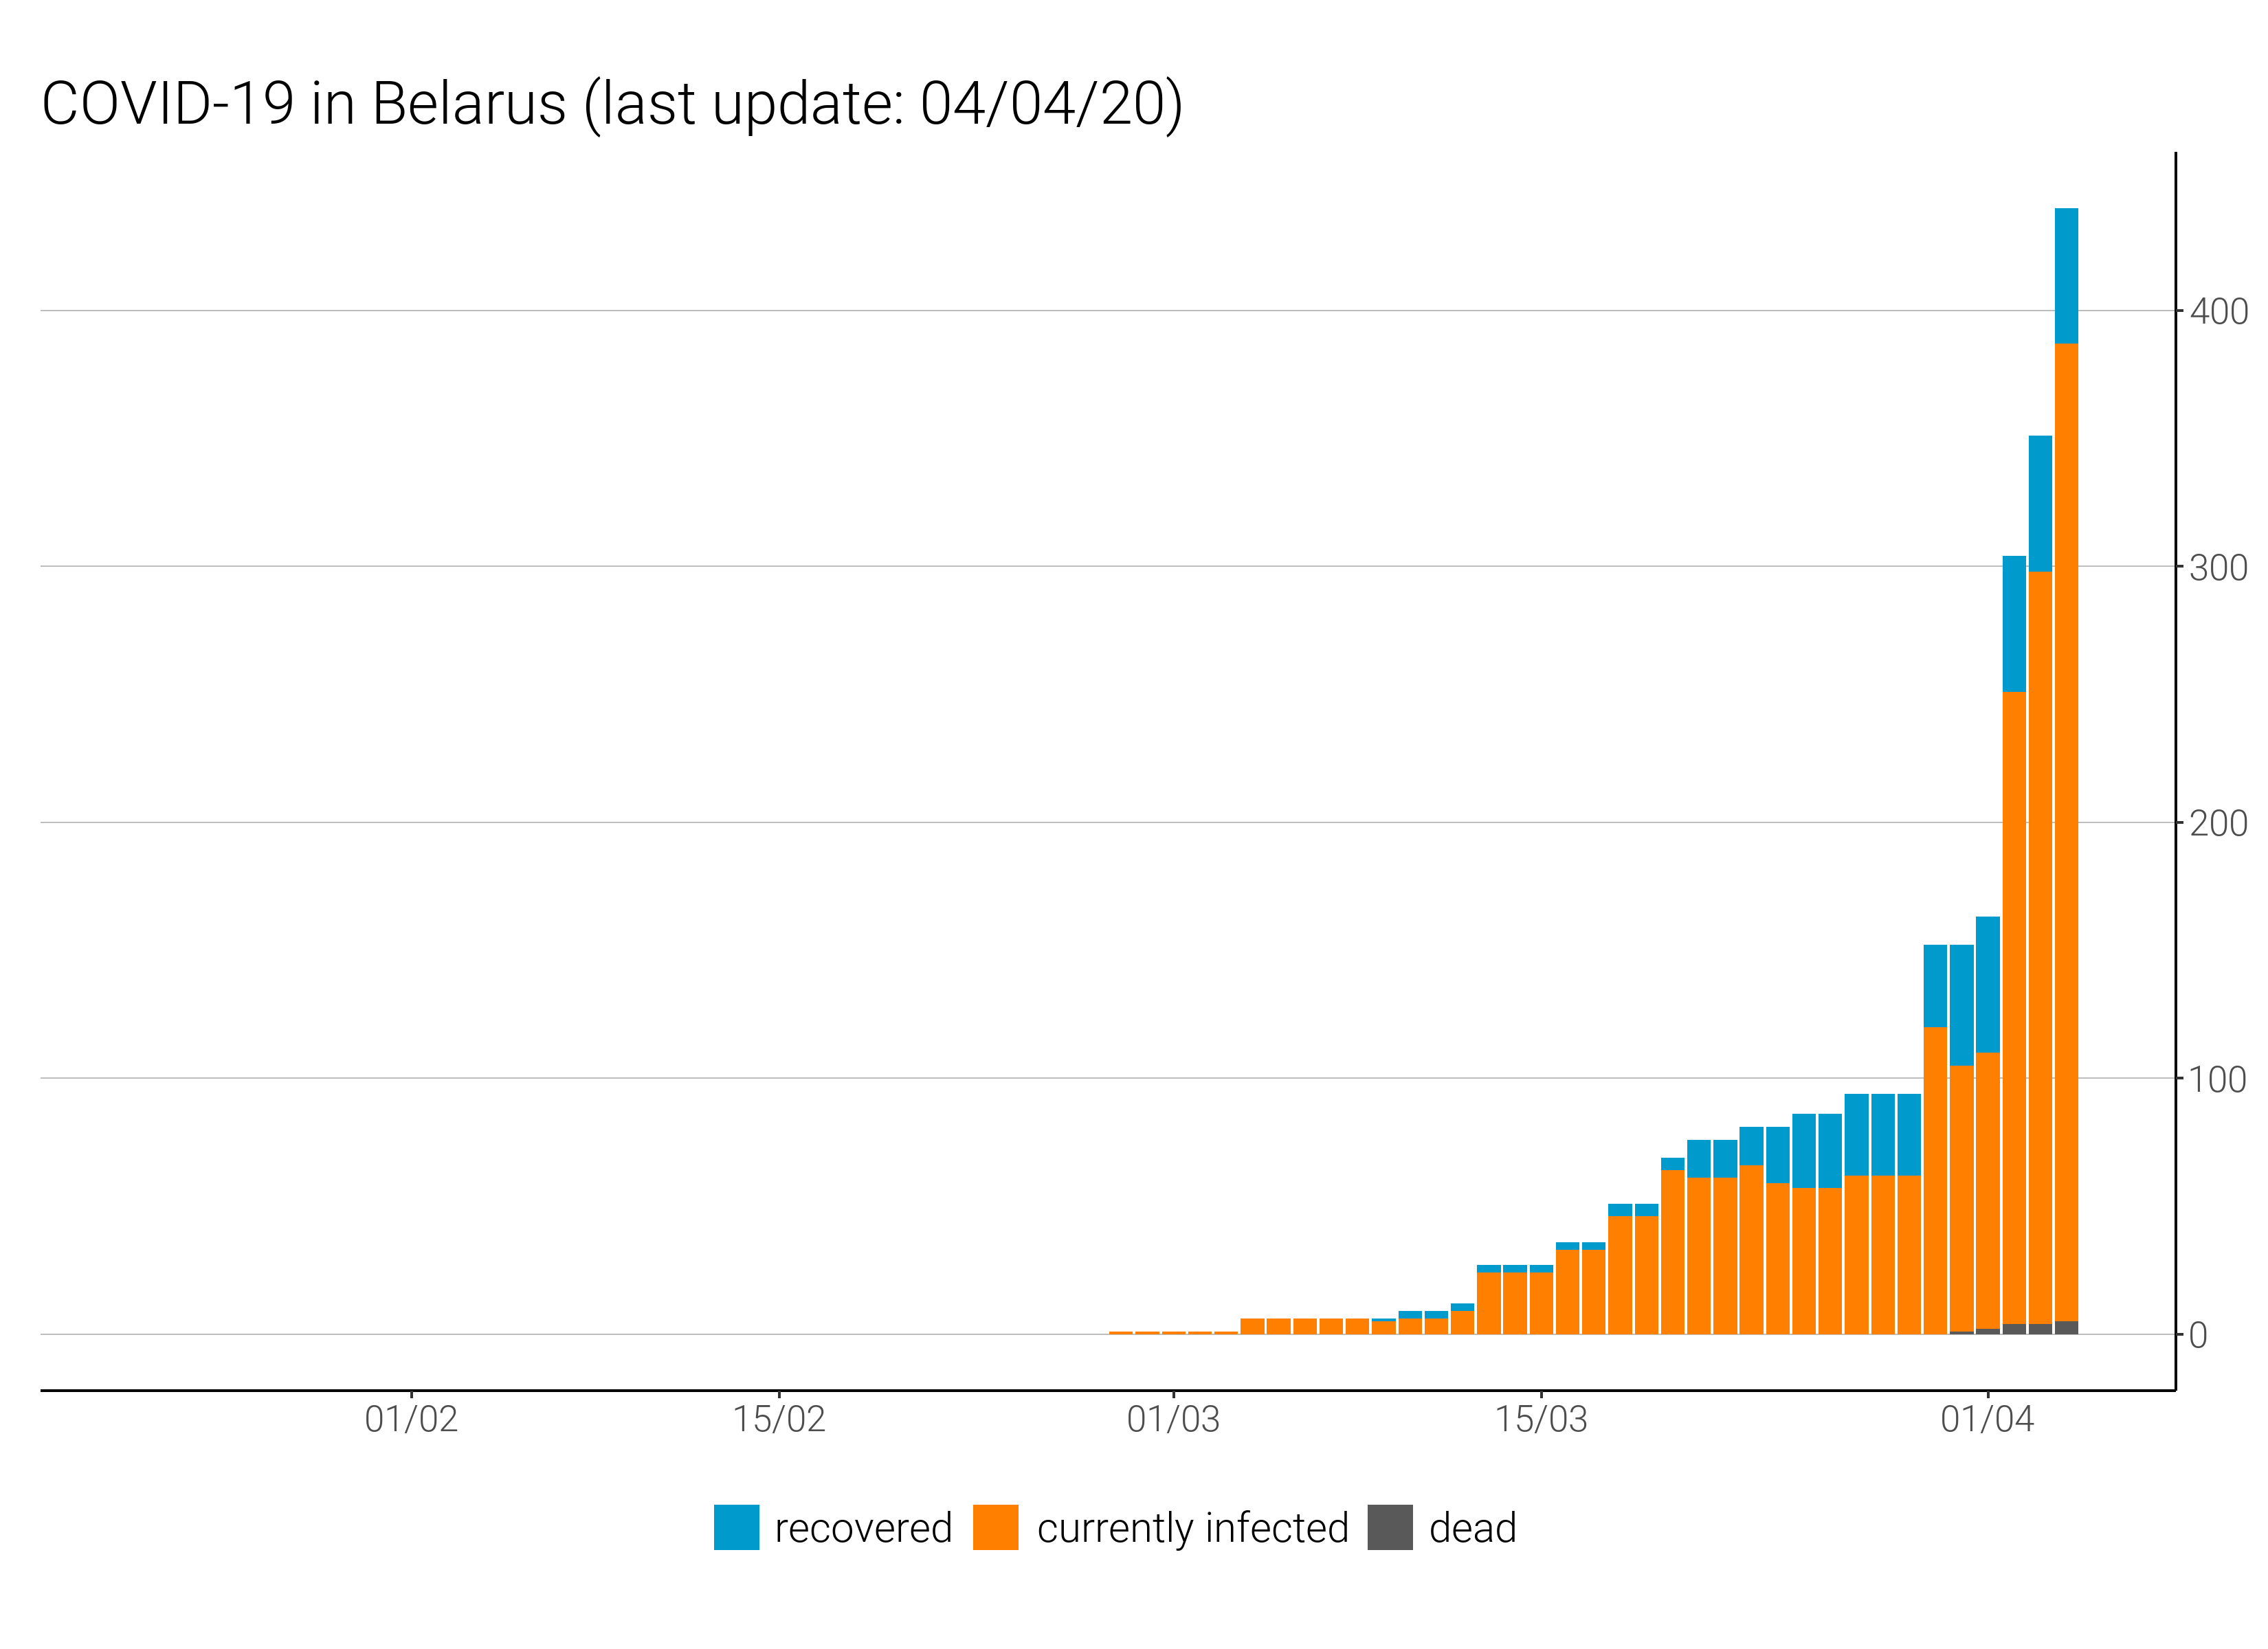 COVID-19 in Belarus (last update: 04/04/20)
400
300
200
100
0
01/02 15/02 01/03 15/03 01/04
recovered currently infected dead